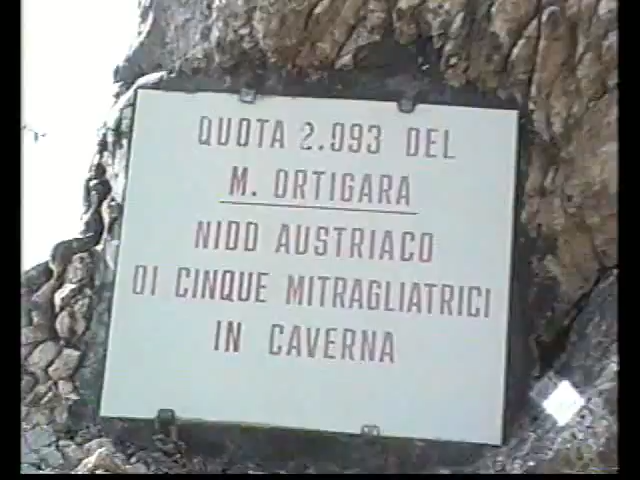 QUOTA 2.093 DEL
M. ORTIGARA
NIDO AUSTRIACO
DI CINQUE MITRAGLIATRICI
IN CAVERNA